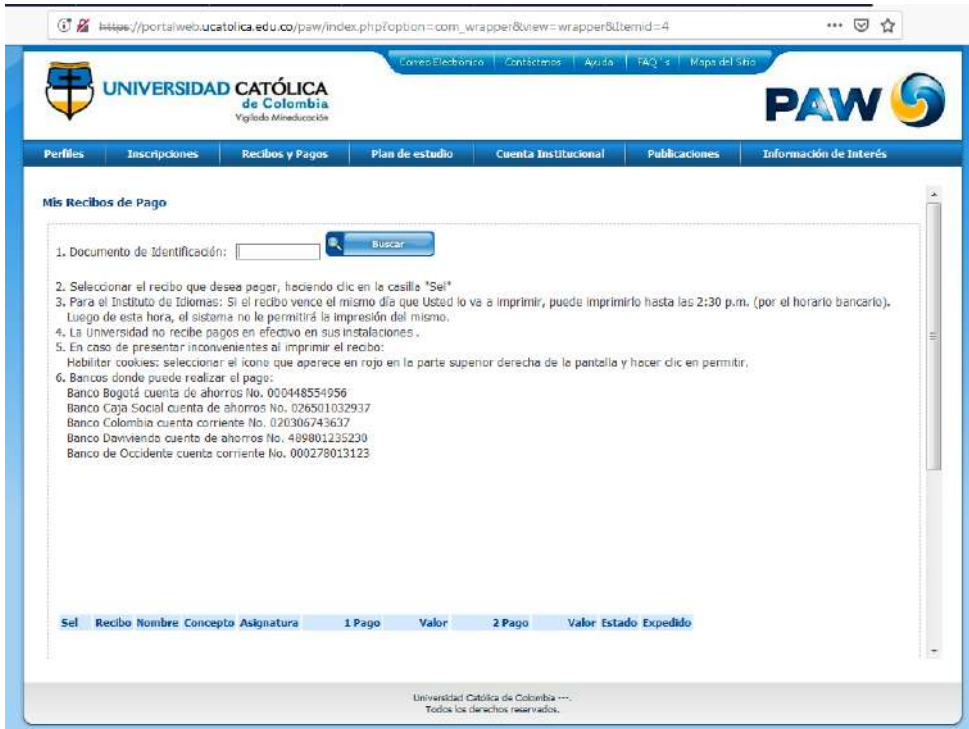 https://portalweb.ucatolica.edu.co/paw/index.php?option=com_wrapper&view=wrapper&Itemid=4
Correo Electrónico Contáctenos Ayuda FAQ's Mapa del Sitio
UNIVERSIDAD CATÓLICA
de Colombia
Vigilada Mineducación
PAW
Perfiles Inscripciones Recibos y Pagos Plan de estudio Cuenta Institucional Publicaciones Información de Interés
Mis Recibos de Pago
1. Documento de Identificación: Buscar
2. Seleccionar el recibo que desea pagar, haciendo clic en la casilla "Sel"
3. Para el Instituto de Idiomas: Si el recibo vence el mismo día que Usted lo va a imprimir, puede imprimirlo hasta las 2:30 p.m. (por el horario bancario).
Luego de esta hora, el sistema no le permitirá la impresión del mismo.
4. La Universidad no recibe pagos en efectivo en sus instalaciones .
5. En caso de presentar inconvenientes al imprimir el recibo:
Habilitar cookies: seleccionar el ícono que aparece en rojo en la parte superior derecha de la pantalla y hacer clic en permitir.
6. Bancos donde puede realizar el pago:
Banco Bogotá cuenta de ahorros No. 000448554956
Banco Caja Social cuenta de ahorros No. 026501032937
Banco Colombia cuenta corriente No. 020306743637
Banco Davivienda cuenta de ahorros No. 489801235230
Banco de Occidente cuenta corriente No. 000278013123
Sel Recibo Nombre Concepto Asignatura 1 Pago Valor 2 Pago Valor Estado Expedido
Universidad Católica de Colombia ---.
Todos los derechos reservados.